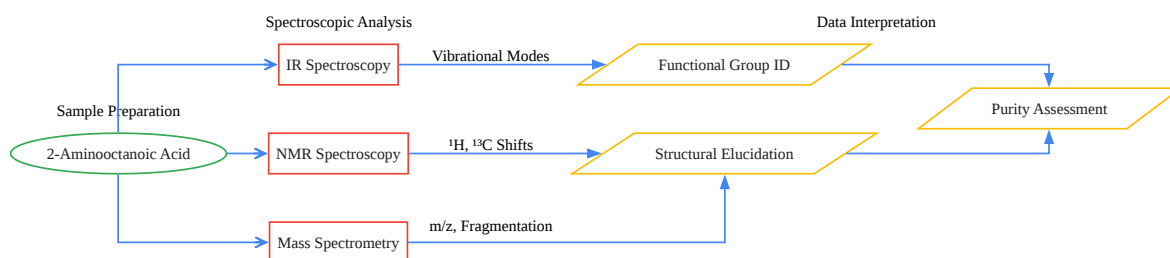 Spectroscopic Analysis
Data Interpretation
IR Spectroscopy
Vibrational Modes
Functional Group ID
Sample Preparation
Purity Assessment
2-Aminooctanoic Acid
NMR Spectroscopy
¹H, ¹³C Shifts
Structural Elucidation
m/z, Fragmentation
Mass Spectrometry